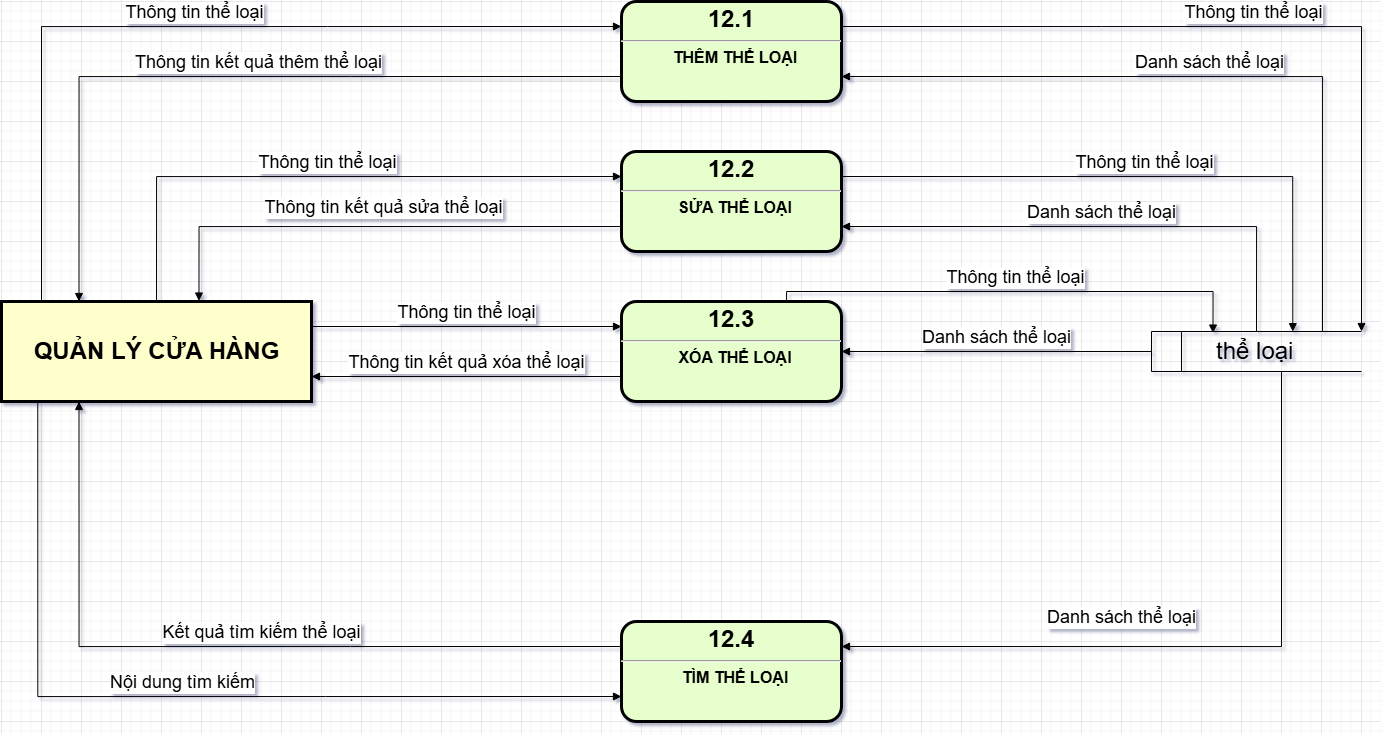 Thông tin thể loại
12.1
Thông tin thể loại
Thông tin kết quả thêm thể loại
THÊM THỂ LOẠI
Danh sách thể loại
Thông tin thể loại
12.2
Thông tin thể loại
Thông tin kết quả sửa thể loại
SỬA THỂ LOẠI
Danh sách thể loại
Thông tin thể loại
Thông tin thể loại
12.3
Danh sách thể loại
QUẢN LÝ CỬA HÀNG
Thông tin kết quả xóa thể loại
XÓA THỂ LOẠI
thể loại
Danh sách thể loại
Kết quả tìm kiếm thể loại
12.4
Nội dung tìm kiếm
TÌM THỂ LOẠI